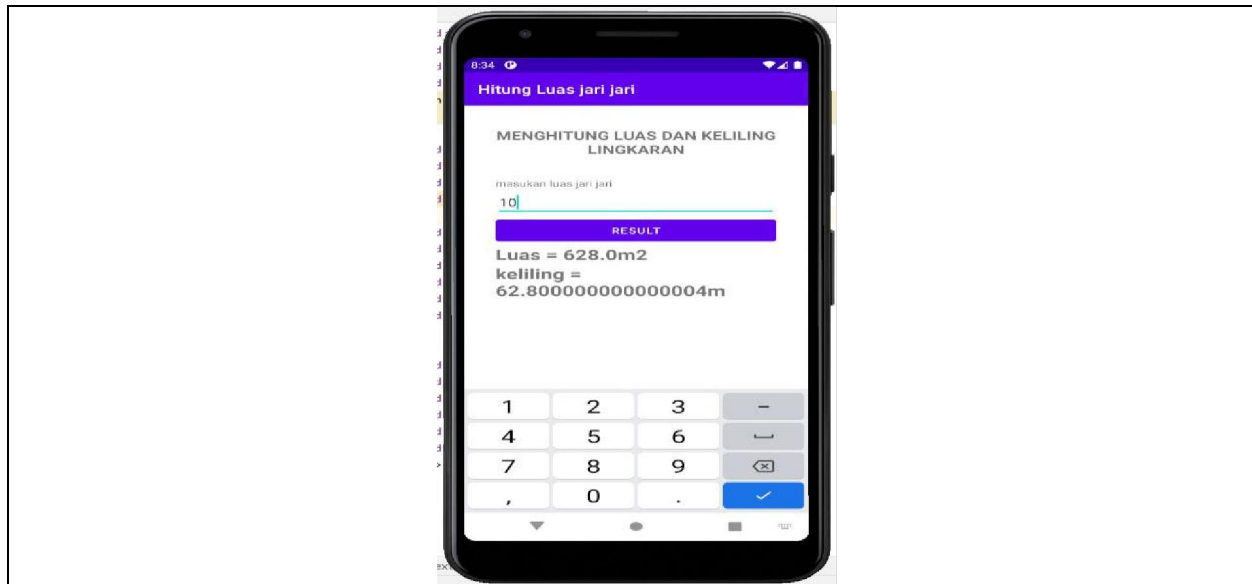 8:34
Hitung Luas jari jari
MENGHITUNG LUAS DAN KELILING
LINGKARAN
masukan luas jari jari
10
RESULT
Luas = 628.0m2
keliling =
62.800000000000004m
1 2 3 -
4 5 6
7 8 9
, 0 .